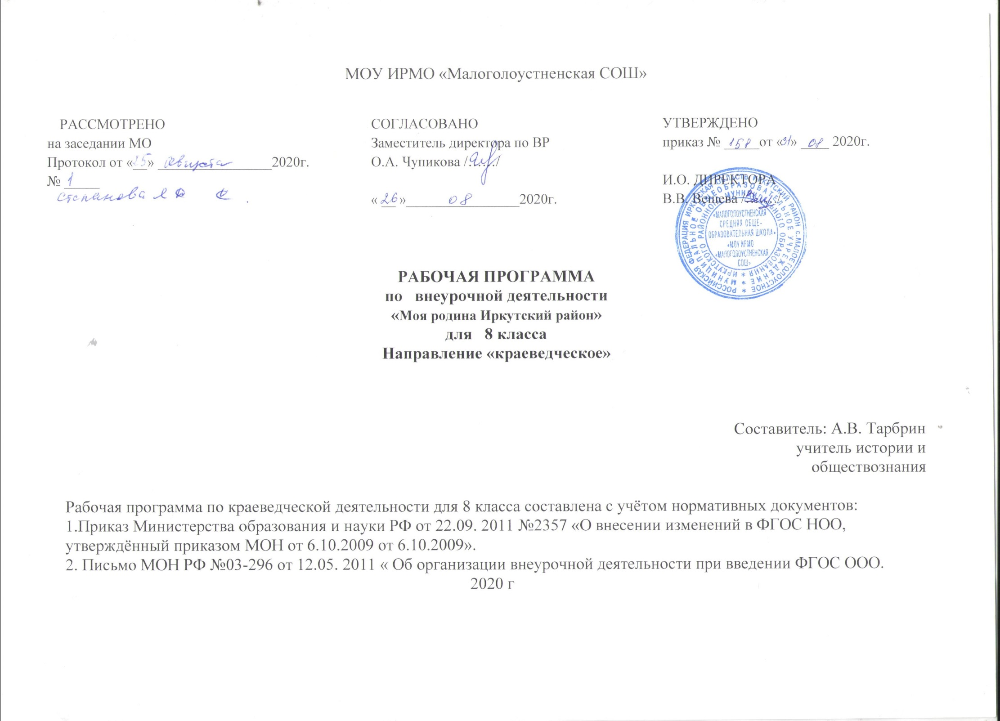 МОУ ИРМО «Малоголоустненская СОШ»
РАССМОТРЕНО
на заседании МО
Протокол от «25» августа 2020г.
№ 1
Степанова
СОГЛАСОВАНО
Заместитель директора по ВР
О.А. Чупикова /......./
« 26 » 08 2020г.
УТВЕРЖДЕНО
приказ № 158 от «31» 08 2020г.
И.О. ДИРЕКТОРА
В.В. Вещева /......./
РОССИЙСКАЯ ФЕДЕРАЦИЯ ИРКУТСКАЯ ОБЛАСТЬ ИРКУТСКИЙ РАЙОН с.МАЛОЕ ГОЛОУСТНОЕ *
МУНИЦИПАЛЬНОЕ ОБЩЕОБРАЗОВАТЕЛЬНОЕ УЧРЕЖДЕНИЕ *
ИРКУТСКОГО РАЙОННОГО МУНИЦИПАЛЬНОГО ОБРАЗОВАНИЯ *
«МАЛОГОЛОУСТНЕНСКАЯ
СРЕДНЯЯ ОБЩЕ-
ОБРАЗОВАТЕЛЬНАЯ ШКОЛА»
«МОУ ИРМО
«МАЛОГОЛОУСТНЕНСКАЯ
СОШ»
РАБОЧАЯ ПРОГРАММА
по внеурочной деятельности
«Моя родина Иркутский район»
для 8 класса
Направление «краеведческое»
Составитель: А.В. Тарбрин
учитель истории и
обществознания
Рабочая программа по краеведческой деятельности для 8 класса составлена с учётом нормативных документов:
1.Приказ Министерства образования и науки РФ от 22.09. 2011 №2357 «О внесении изменений в ФГОС НОО,
утверждённый приказом МОН от 6.10.2009 от 6.10.2009».
2. Письмо МОН РФ №03-296 от 12.05. 2011 « Об организации внеурочной деятельности при введении ФГОС ООО.
2020 г